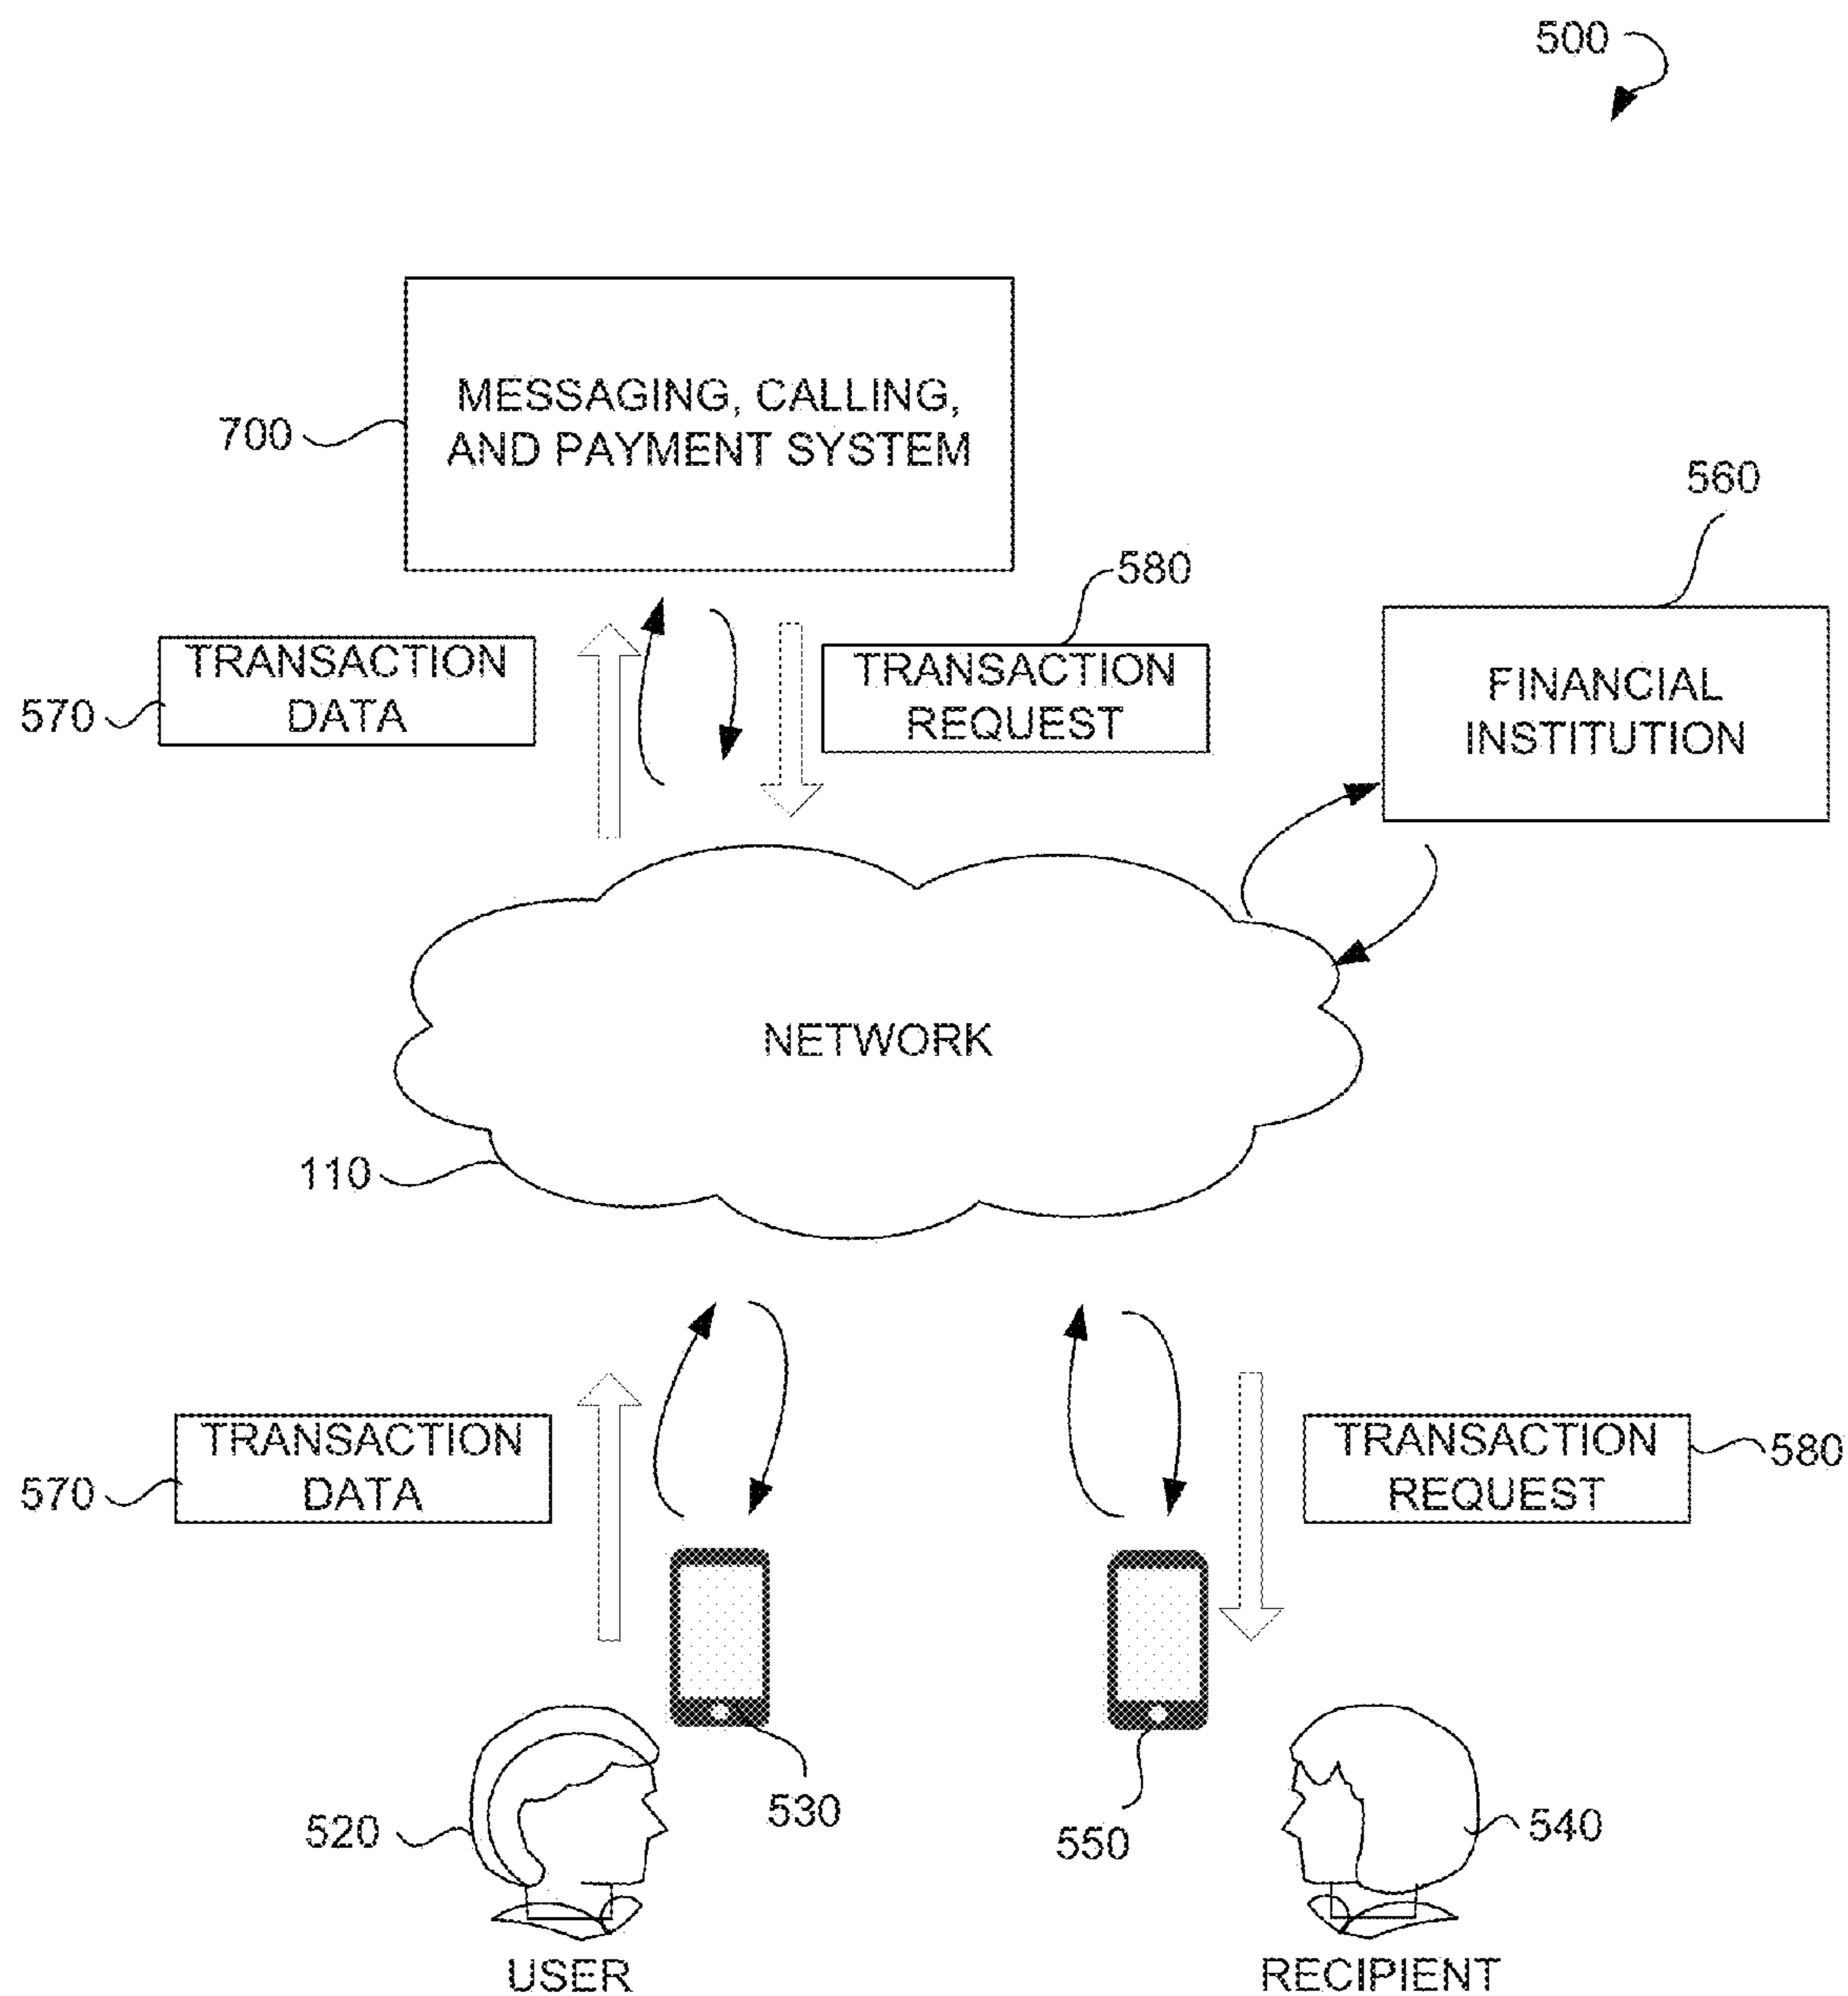 500
MESSAGING, CALLING,
AND PAYMENT SYSTEM
700
560
580
TRANSACTION
DATA
570
TRANSACTION
REQUEST
FINANCIAL
INSTITUTION
NETWORK
110
TRANSACTION
DATA
570
TRANSACTION
REQUEST
580
520
530
550
540
USER
RECIPIENT